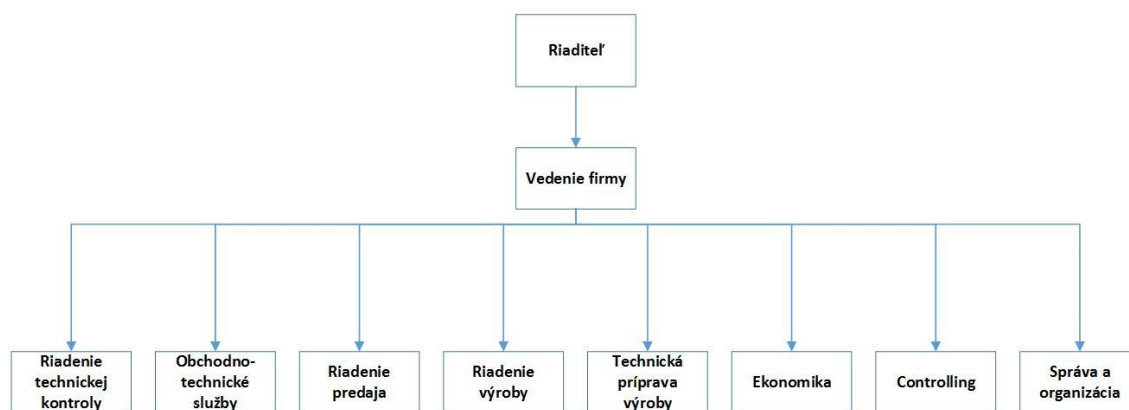 Riaditeľ
Vedenie firmy
Riadenie
technickej
kontroly
Obchodno-
technické
služby
Riadenie
predaja
Riadenie
výroby
Technická
príprava
výroby
Ekonomika
Controlling
Správa a
organizácia